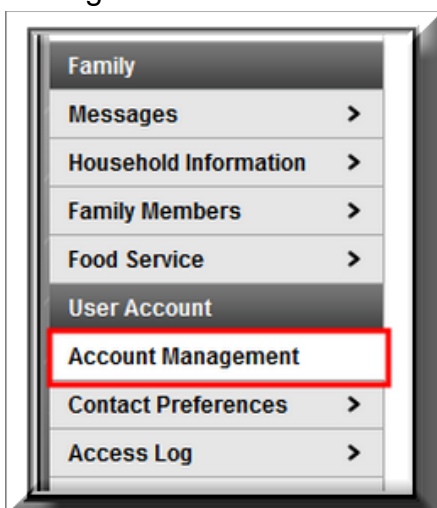 Family
Messages >
Household Information >
Family Members >
Food Service >
User Account
Account Management
Contact Preferences >
Access Log >